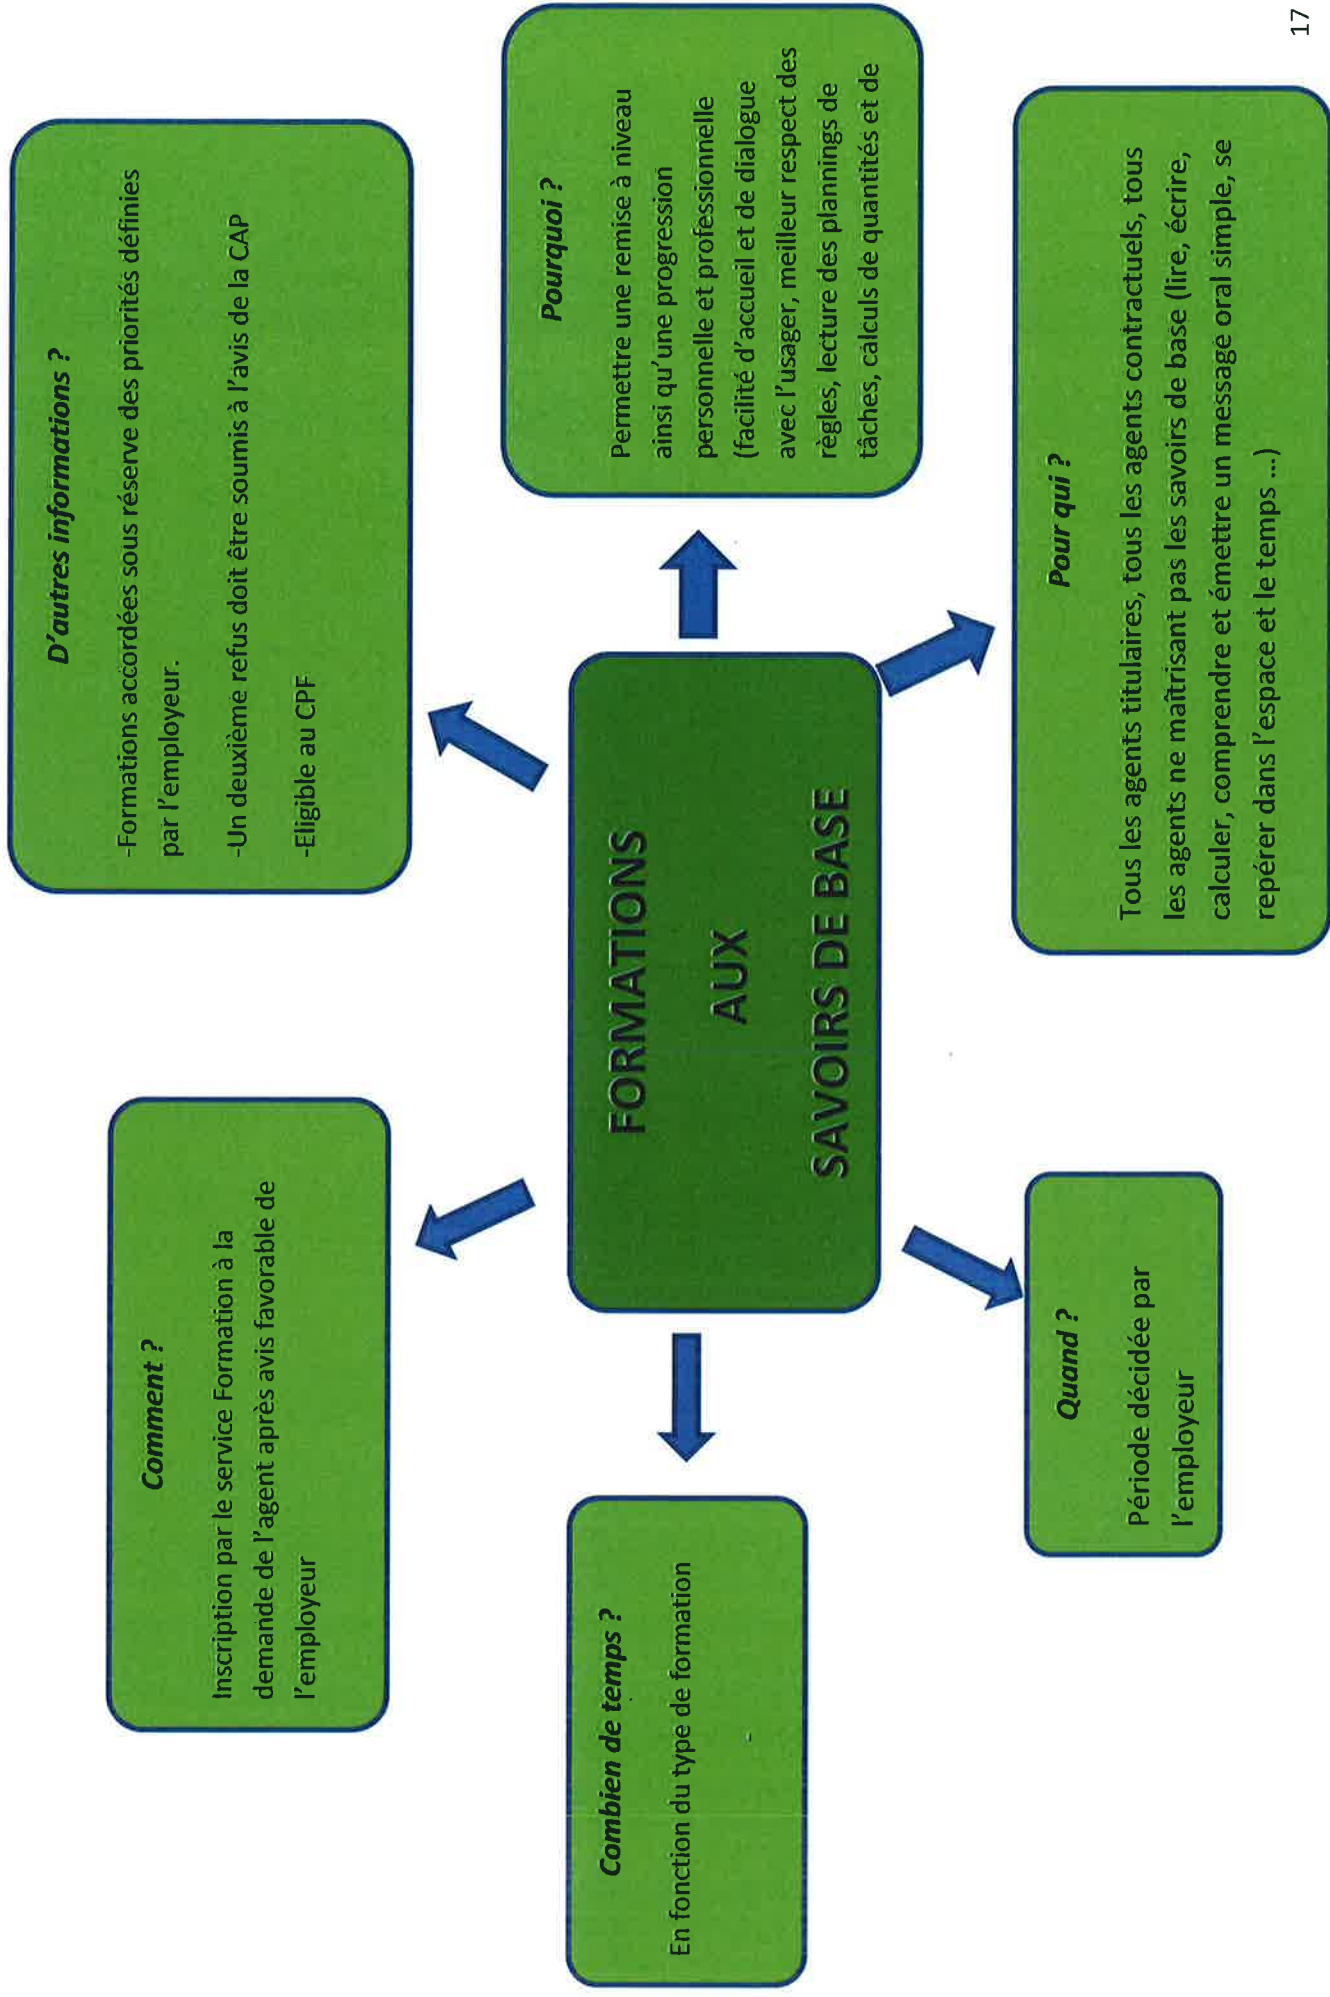 Comment ?
Inscription par le service Formation à la
demande de l'agent après avis favorable de
l'employeur
D'autres informations ?
-Formations accordées sous réserve des priorités définies
par l'employeur.
-Un deuxième refus doit être soumis à l'avis de la CAP
-Eligible au CPF
Combien de temps ?
En fonction du type de formation
FORMATIONS
AUX
SAVOIRS DE BASE
Pourquoi ?
Permettre une remise à niveau
ainsi qu'une progression
personnelle et professionnelle
(facilité d'accueil et de dialogue
avec l'usager, meilleur respect des
règles, lecture des plannings de
tâches, calculs de quantités et de
Quand ?
Période décidée par
l'employeur
Pour qui ?
Tous les agents titulaires, tous les agents contractuels, tous
les agents ne maîtrisant pas les savoirs de base (lire, écrire,
calculer, comprendre et émettre un message oral simple, se
repérer dans l'espace et le temps ...)
17